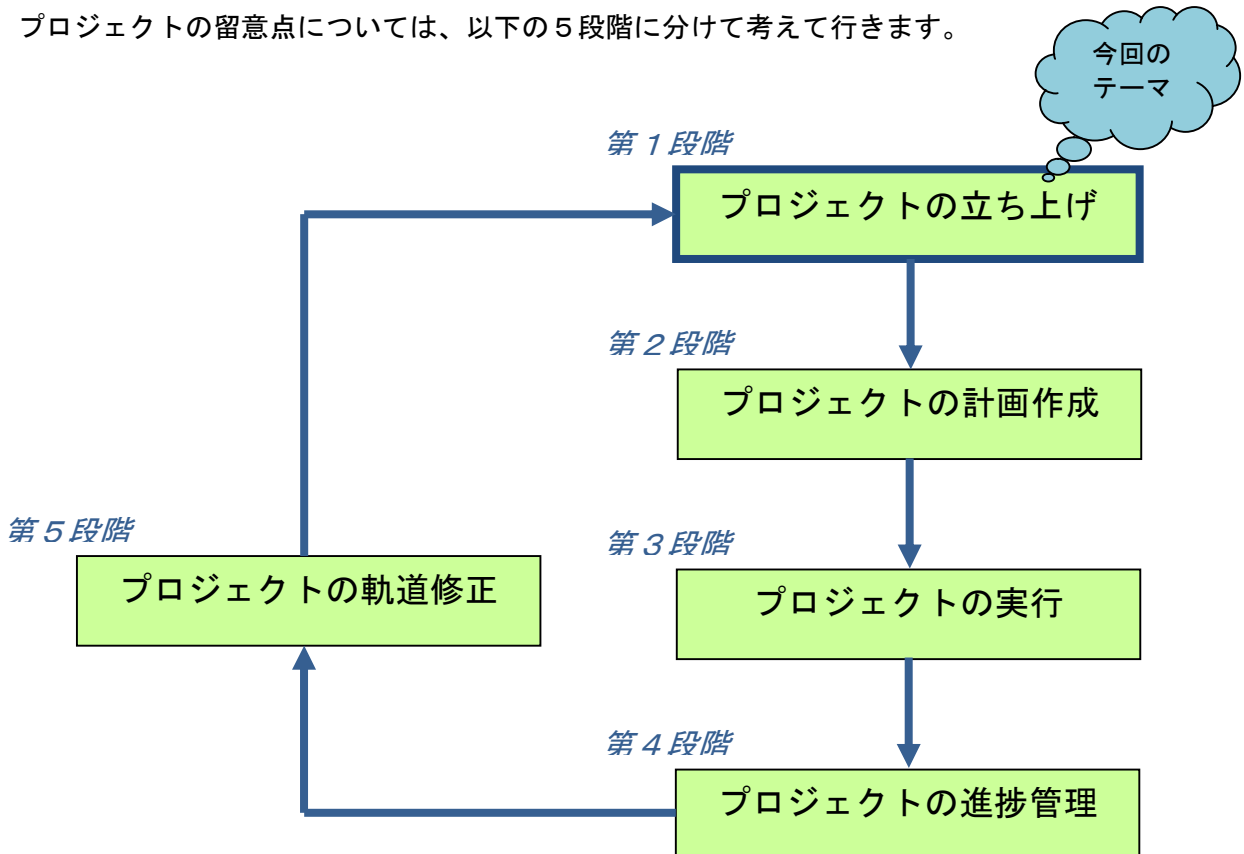 プロジェクトの留意点については、以下の５段階に分けて考えて行きます。
今回の
テーマ
第１段階
プロジェクトの立ち上げ
第２段階
プロジェクトの計画作成
第３段階
プロジェクトの実行
第５段階
プロジェクトの軌道修正
第４段階
プロジェクトの進捗管理